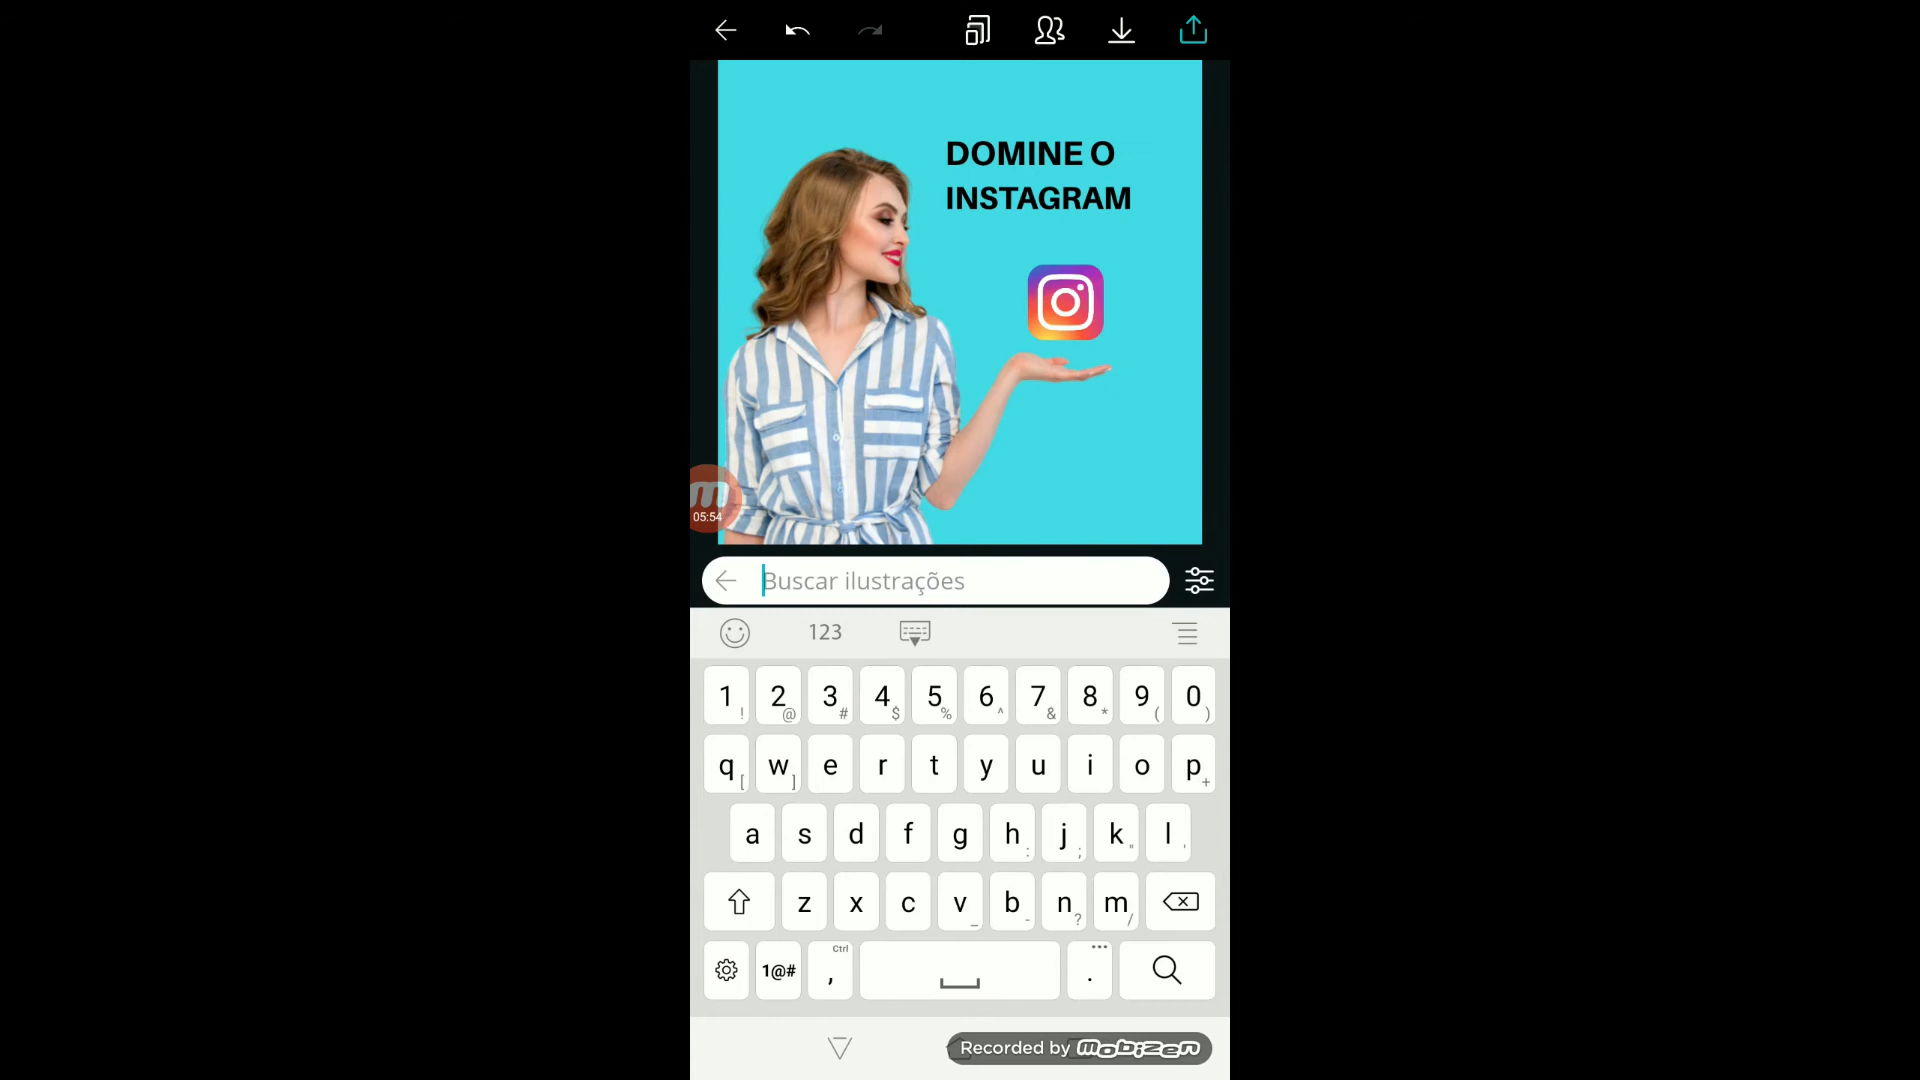 DOMINE O
INSTAGRAM
05:54
Buscar ilustrações
123
1 ! 2 @ 3 # 4 $ 5 % 6 ^ 7 & 8 * 9 ( 0 )
q [ w ] e r t y u i o p +
a s d f g h : j ; k " l '
z x c v _ b - n ? m /
1@# Ctrl , ... .
Recorded by mobizen